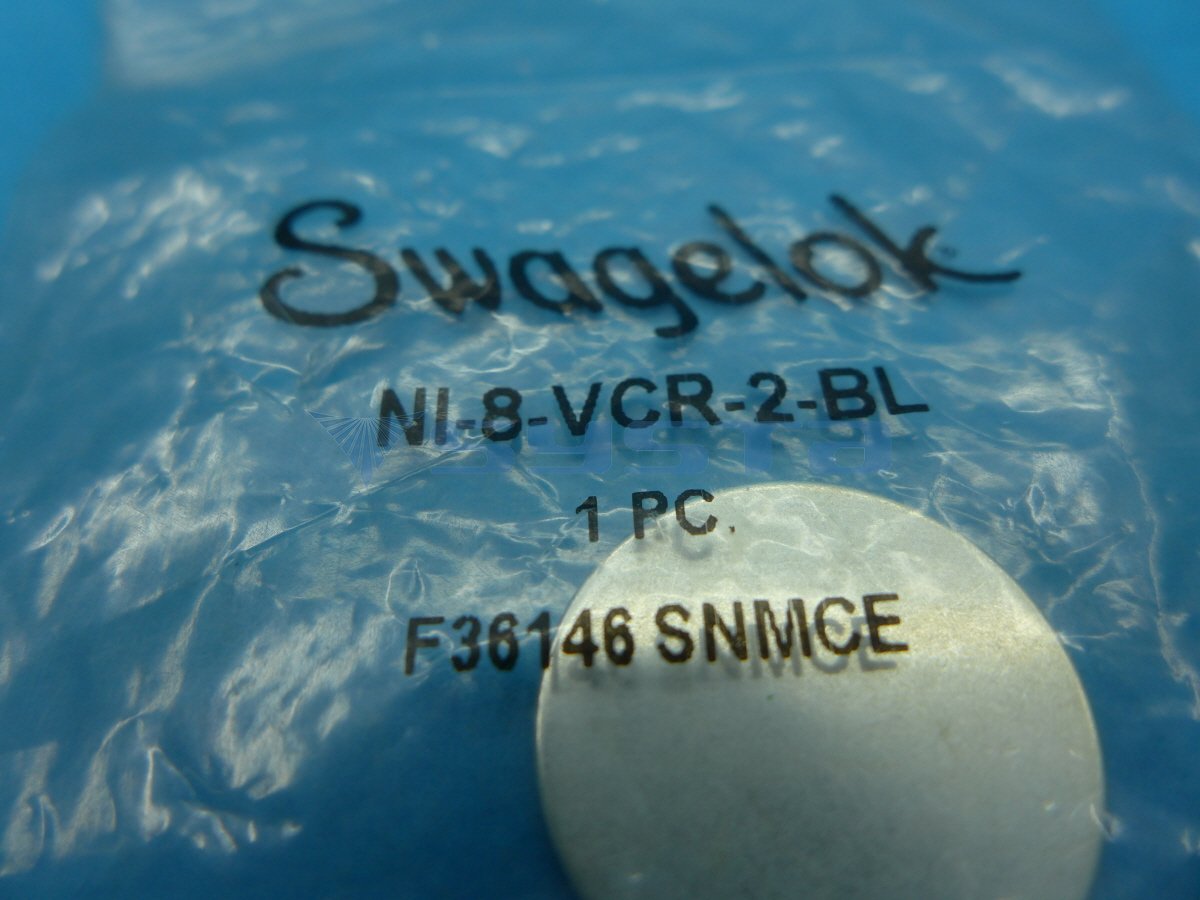 Swagelok
NI-8-VCR-2-BL
1 PC.
F36146 SNMCE